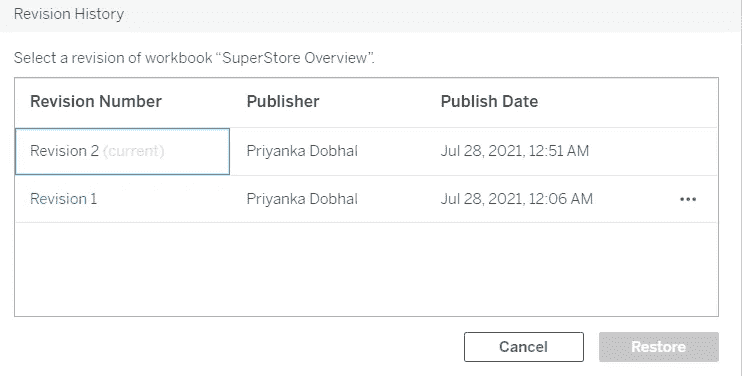 Revision History
Select a revision of workbook “SuperStore Overview”.
Revision Number Publisher Publish Date
Revision 2 (current) Priyanka Dobhal Jul 28, 2021, 12:51 AM
Revision 1 Priyanka Dobhal Jul 28, 2021, 12:06 AM •••
Cancel Restore